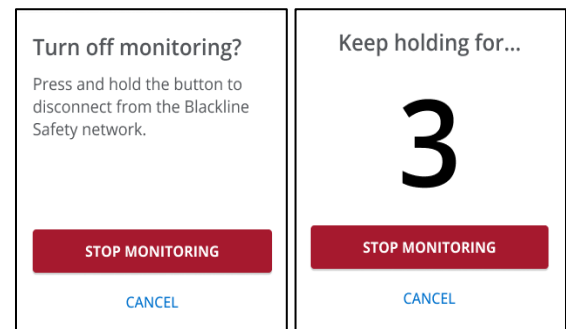 Turn off monitoring?
Press and hold the button to
disconnect from the Blackline
Safety network.
STOP MONITORING
CANCEL
Keep holding for...
3
STOP MONITORING
CANCEL